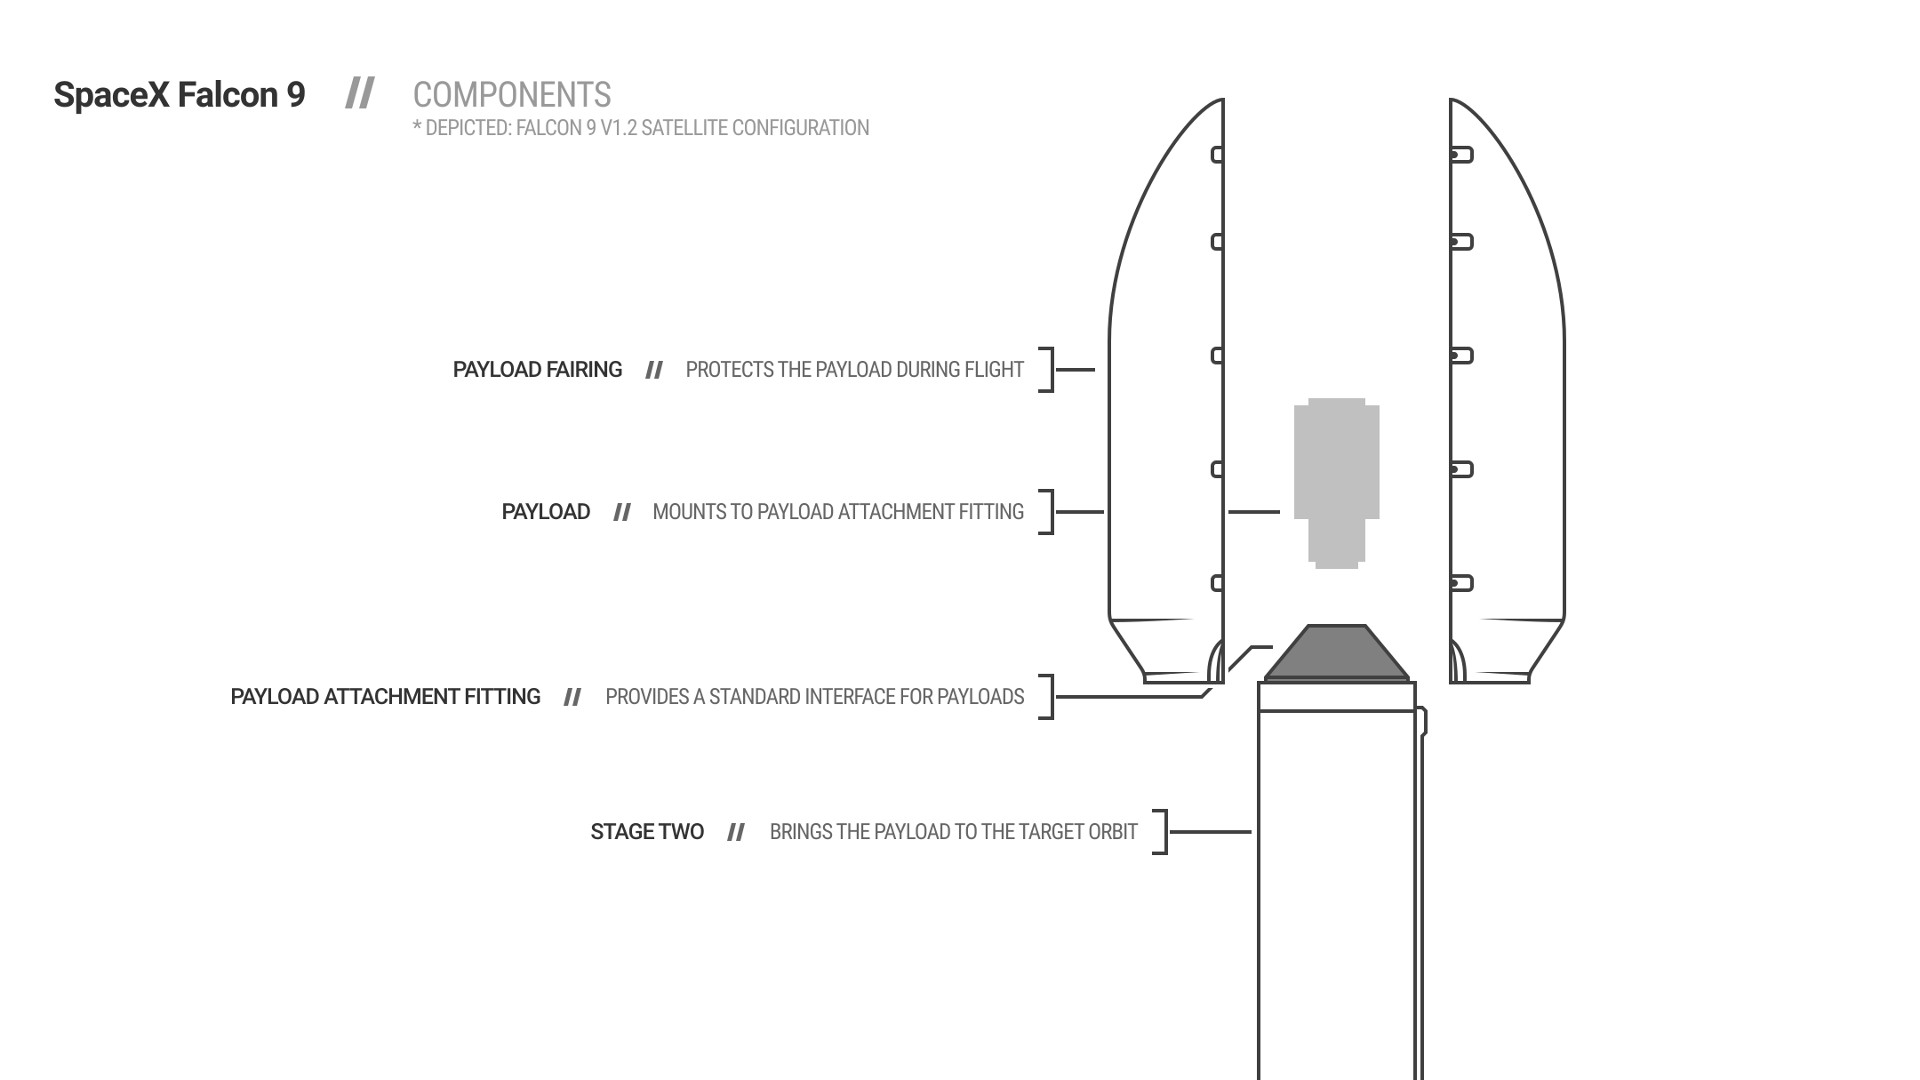 SpaceX Falcon 9 // COMPONENTS
* DEPICTED: FALCON 9 V1.2 SATELLITE CONFIGURATION
PAYLOAD FAIRING // PROTECTS THE PAYLOAD DURING FLIGHT
PAYLOAD // MOUNTS TO PAYLOAD ATTACHMENT FITTING
PAYLOAD ATTACHMENT FITTING // PROVIDES A STANDARD INTERFACE FOR PAYLOADS
STAGE TWO // BRINGS THE PAYLOAD TO THE TARGET ORBIT